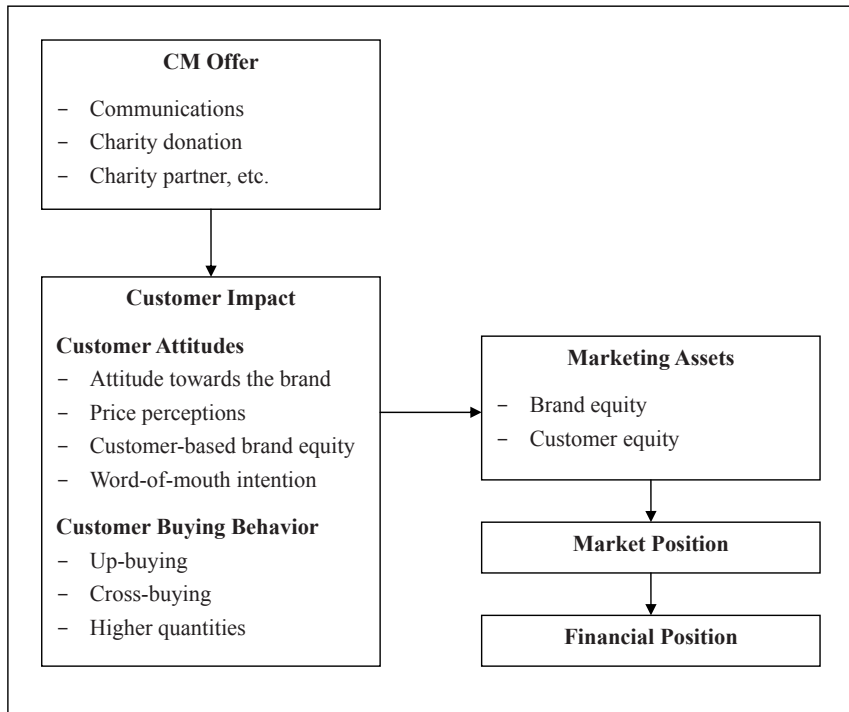 CM Offer
– Communications
– Charity donation
– Charity partner, etc.
Customer Impact
Customer Attitudes
– Attitude towards the brand
– Price perceptions
– Customer-based brand equity
– Word-of-mouth intention
Customer Buying Behavior
– Up-buying
– Cross-buying
– Higher quantities
Marketing Assets
– Brand equity
– Customer equity
Market Position
Financial Position